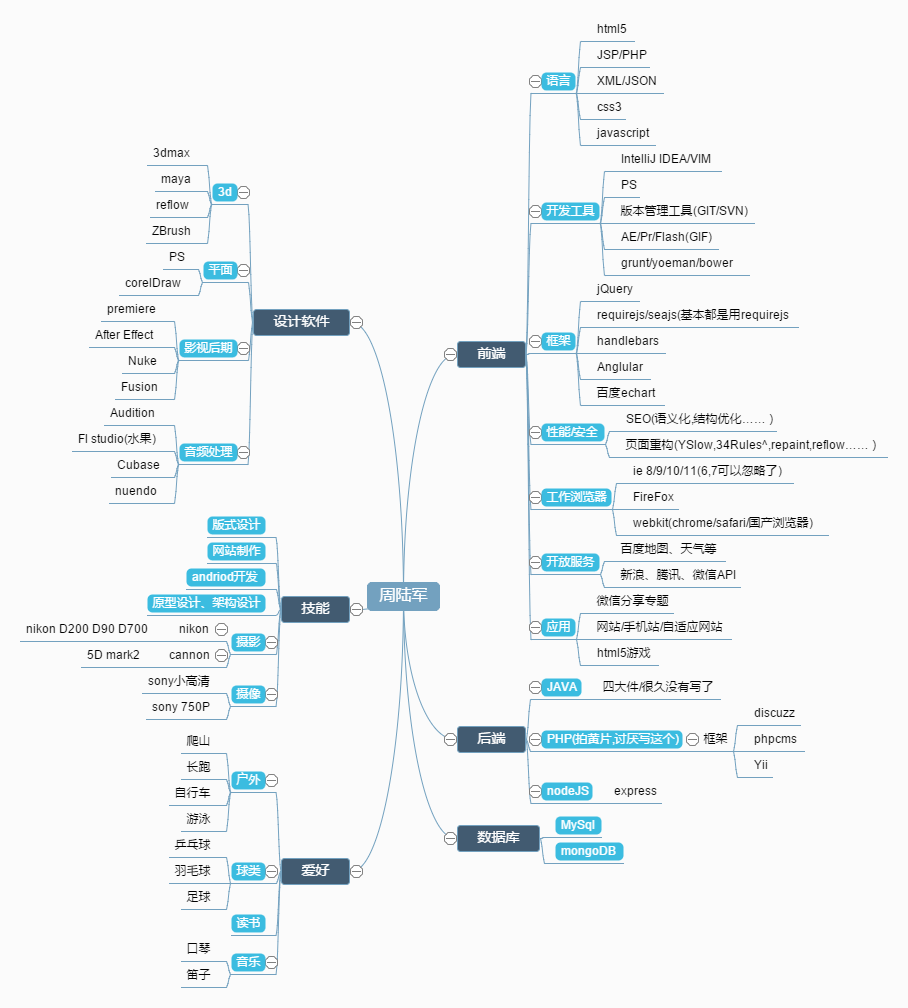 周陆军
设计软件
3d
3dmax
maya
reflow
ZBrush
平面
PS
corelDraw
影视后期
premiere
After Effect
Nuke
Fusion
音频处理
Audition
Fl studio(水果)
Cubase
nuendo
技能
版式设计
网站制作
andriod开发
原型设计、架构设计
摄影
nikon
nikon D200 D90 D700
cannon
5D mark2
摄像
sony小高清
sony 750P
爱好
户外
爬山
长跑
自行车
游泳
球类
乒乓球
羽毛球
足球
读书
音乐
口琴
笛子
前端
语言
html5
JSP/PHP
XML/JSON
css3
javascript
开发工具
IntelliJ IDEA/VIM
PS
版本管理工具(GIT/SVN)
AE/Pr/Flash(GIF)
grunt/yoeman/bower
框架
jQuery
requirejs/seajs(基本都是用requirejs
handlebars
Anglular
百度echart
性能/安全
SEO(语义化,结构优化…… )
页面重构(YSlow,34Rules^,repaint,reflow…… )
工作浏览器
ie 8/9/10/11(6,7可以忽略了)
FireFox
webkit(chrome/safari/国产浏览器)
开放服务
百度地图、天气等
新浪、腾讯、微信API
应用
微信分享专题
网站/手机站/自适应网站
html5游戏
后端
JAVA
四大件/很久没有写了
PHP(拍黄片,讨厌写这个)
框架
discuzz
phpcms
Yii
nodeJS
express
数据库
MySql
mongoDB